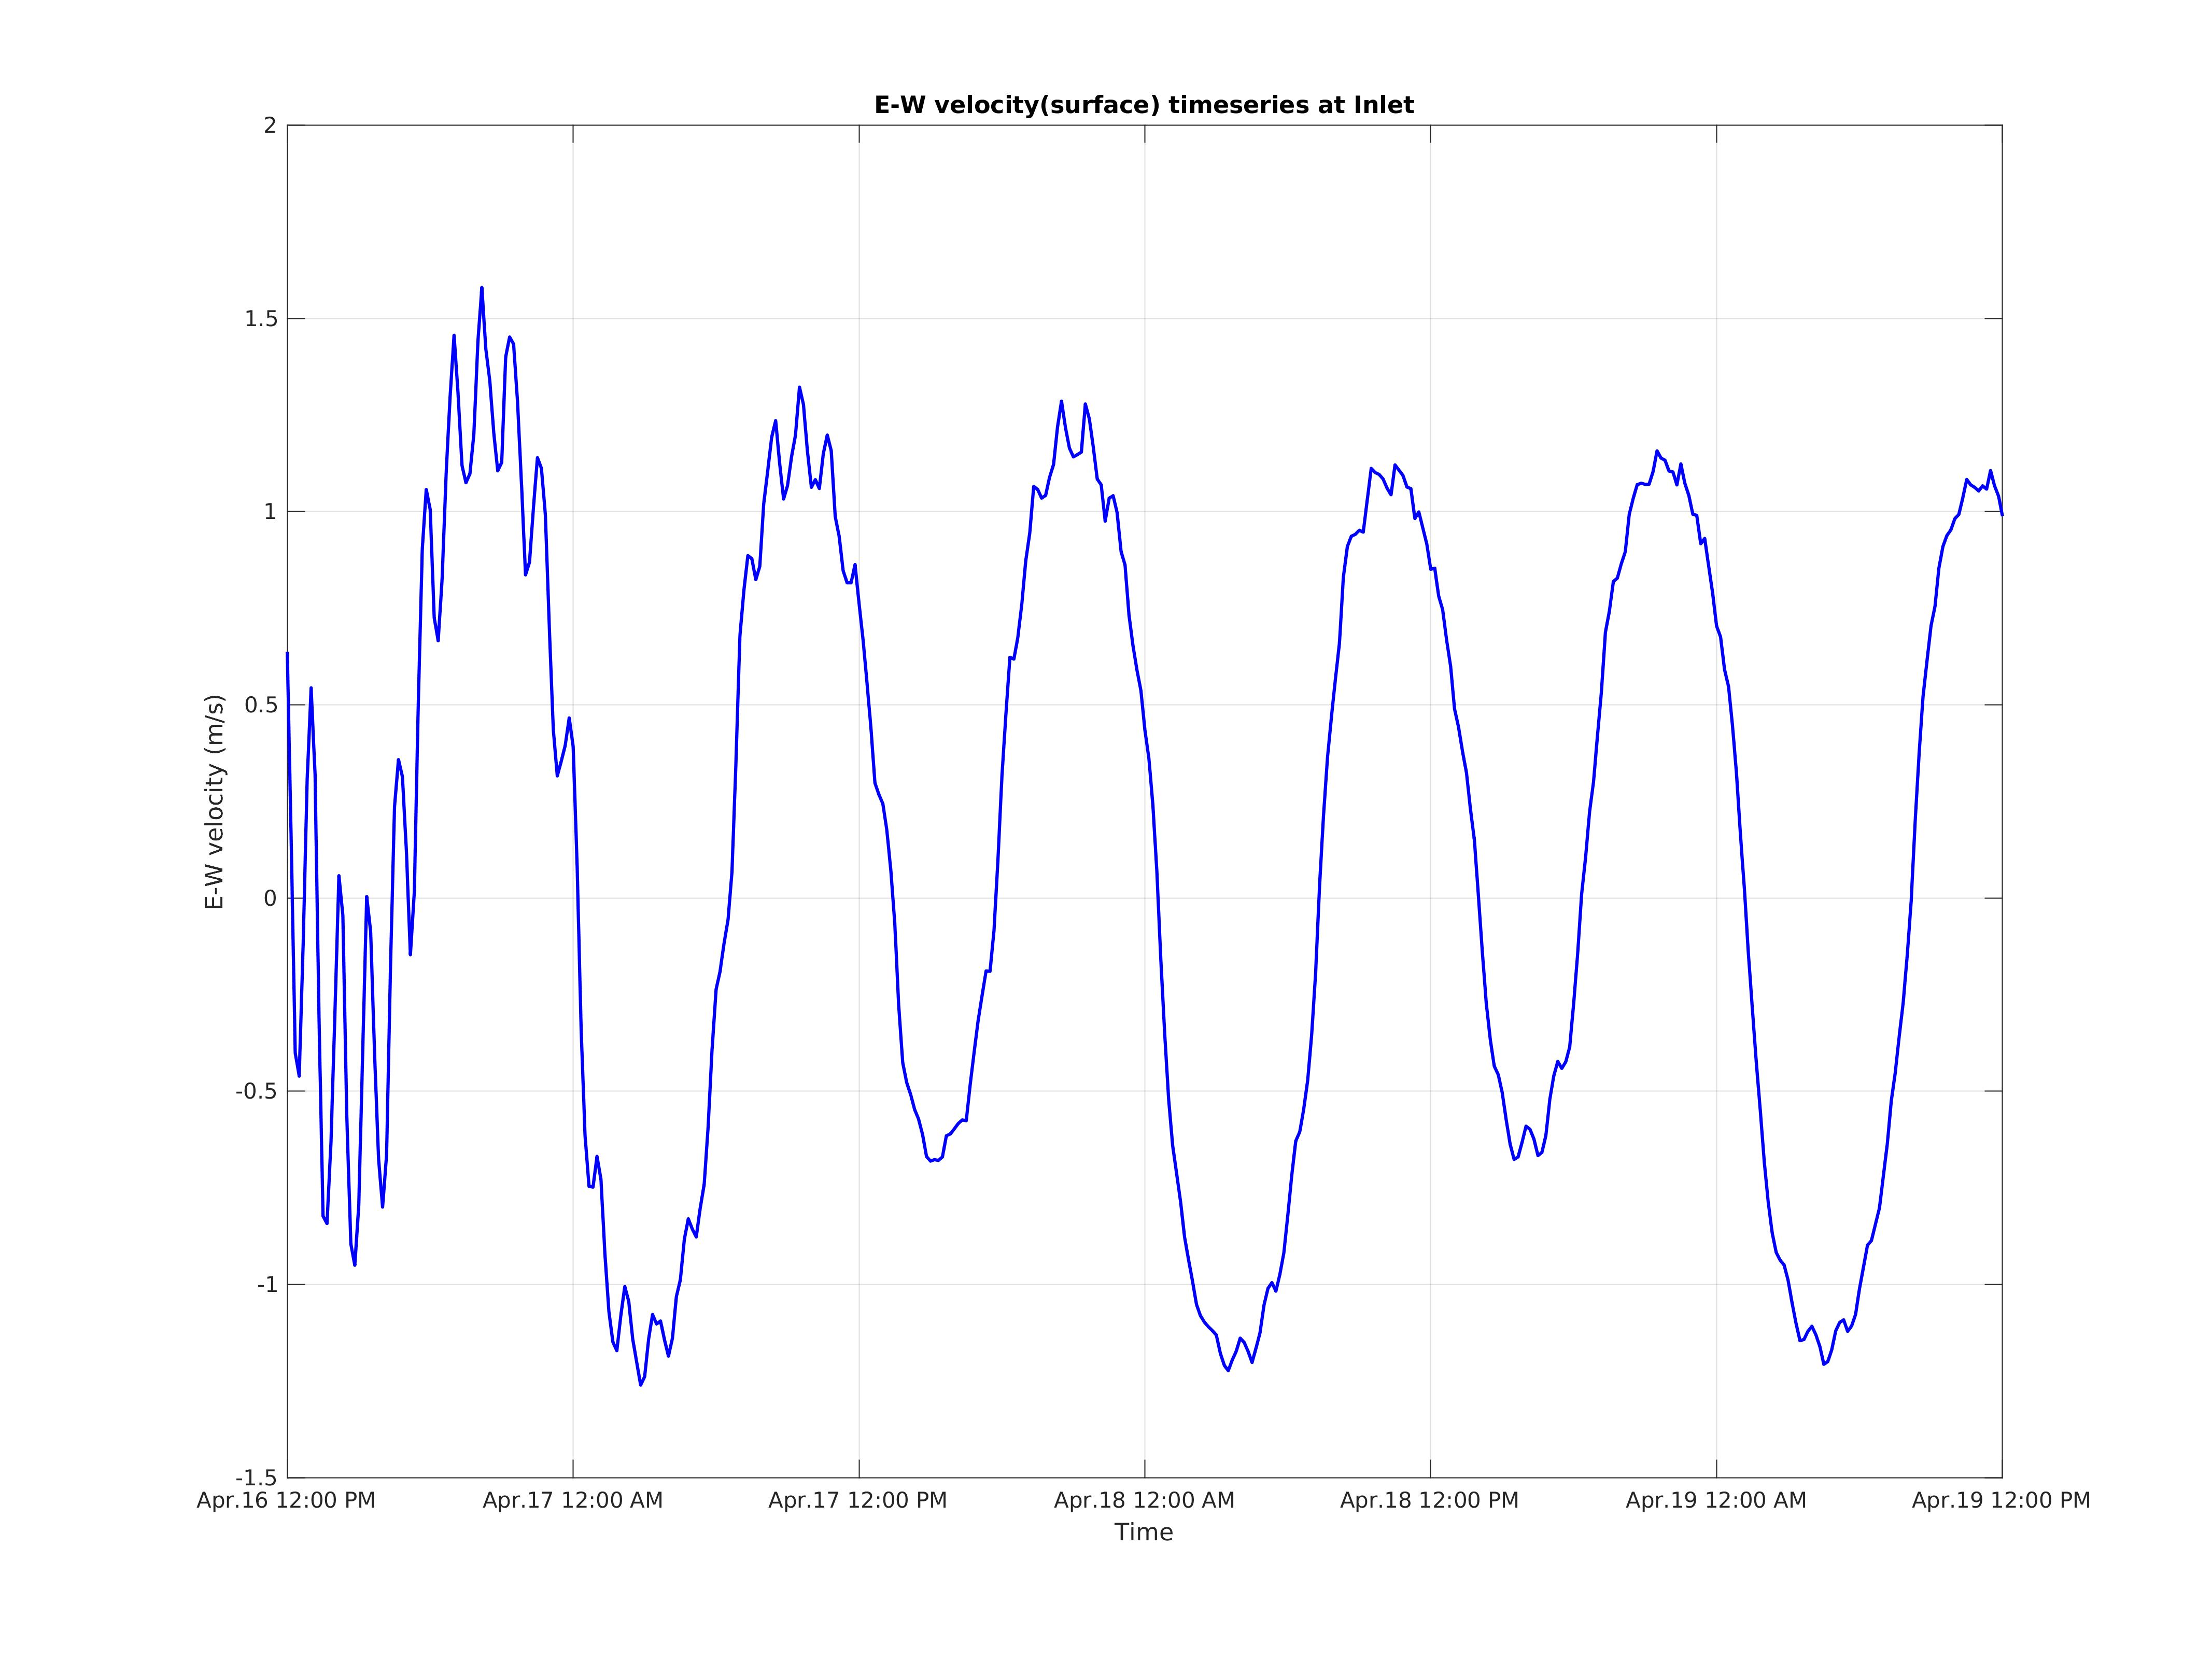 E-W velocity(surface) timeseries at Inlet
2
1.5
1
0.5
0
-0.5
-1
-1.5
E-W velocity (m/s)
Apr.16 12:00 PM
Apr.17 12:00 AM
Apr.17 12:00 PM
Apr.18 12:00 AM
Apr.18 12:00 PM
Apr.19 12:00 AM
Apr.19 12:00 PM
Time